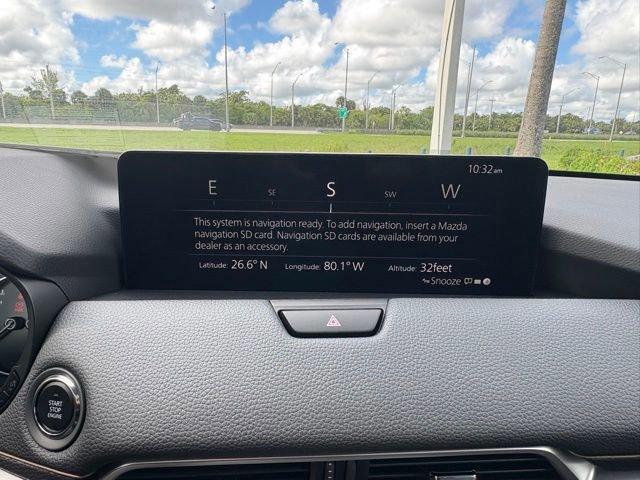 10:32am
E SE S SW W
This system is navigation ready. To add navigation, insert a Mazda
navigation SD card. Navigation SD cards are available from your
dealer as an accessory.
Latitude: 26.6° N Longitude: 80.1° W Altitude: 32feet
Snooze
START
STOP
ENGINE